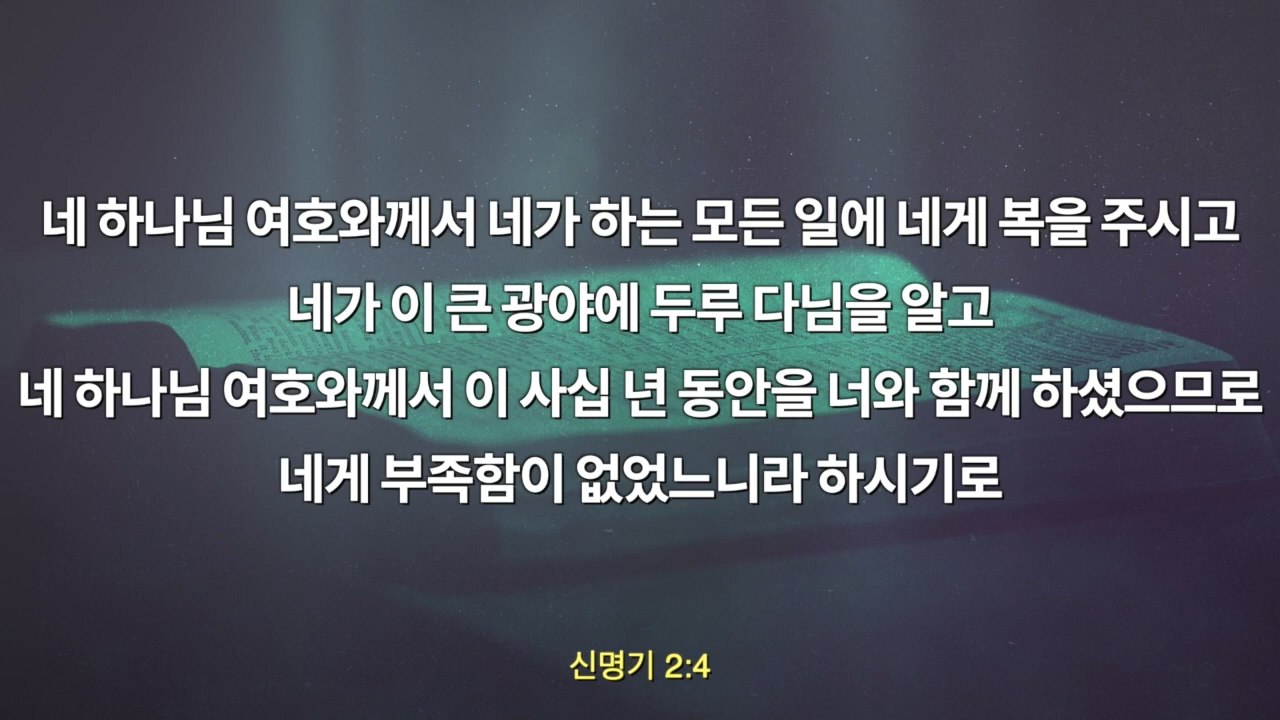 네 하나님 여호와께서 네가 하는 모든 일에 네게 복을 주시고
네가 이 큰 광야에 두루 다님을 알고
네 하나님 여호와께서 이 사십 년 동안을 너와 함께 하셨으므로
네게 부족함이 없었느니라 하시기로
신명기 2:4